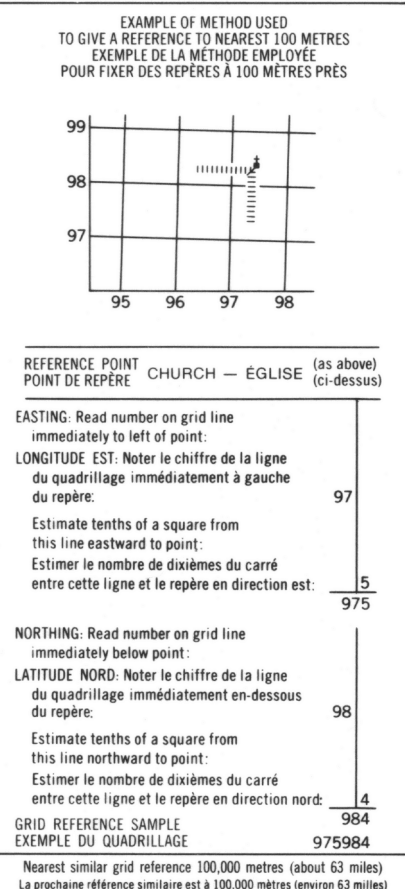 EXAMPLE OF METHOD USED
TO GIVE A REFERENCE TO NEAREST 100 METRES
EXEMPLE DE LA MÉTHODE EMPLOYÉE
POUR FIXER DES REPÈRES À 100 MÈTRES PRÈS
99
98
97
95 96 97 98
REFERENCE POINT
POINT DE REPÈRE
CHURCH — ÉGLISE
(as above)
(ci-dessus)
EASTING: Read number on grid line
immediately to left of point:
LONGITUDE EST: Noter le chiffre de la ligne
du quadrillage immédiatement à gauche
du repère: 97
Estimate tenths of a square from
this line eastward to point:
Estimer le nombre de dixièmes du carré
entre cette ligne et le repère en direction est: 5
975
NORTHING: Read number on grid line
immediately below point:
LATITUDE NORD: Noter le chiffre de la ligne
du quadrillage immédiatement en-dessous
du repère: 98
Estimate tenths of a square from
this line northward to point:
Estimer le nombre de dixièmes du carré
entre cette ligne et le repère en direction nord: 4
984
GRID REFERENCE SAMPLE
EXEMPLE DU QUADRILLAGE 975984
Nearest similar grid reference 100,000 metres (about 63 miles)
La prochaine référence similaire est à 100,000 mètres (environ 63 milles)